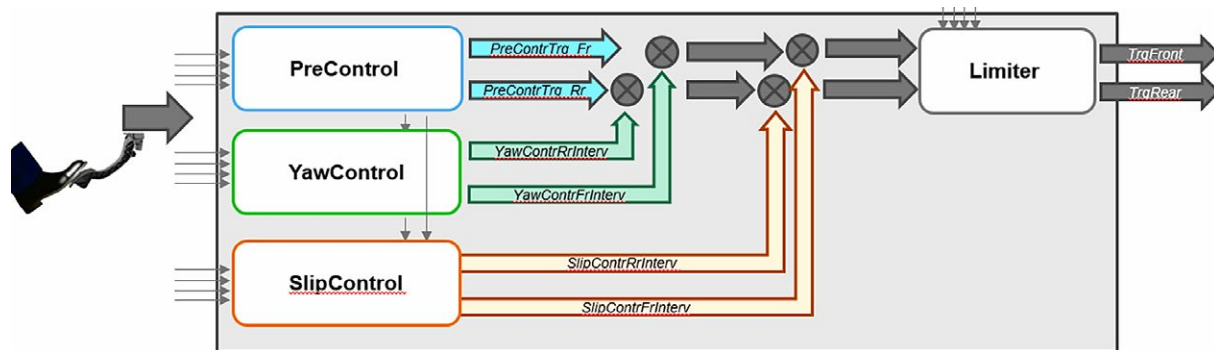 PreControl
PreContrTrq_Fr
PreContrTrq_Rr
Limiter
TrqFront
TrqRear
YawControl
YawContrRrInterv
YawContrFrInterv
SlipControl
SlipContrRrInterv
SlipContrFrInterv